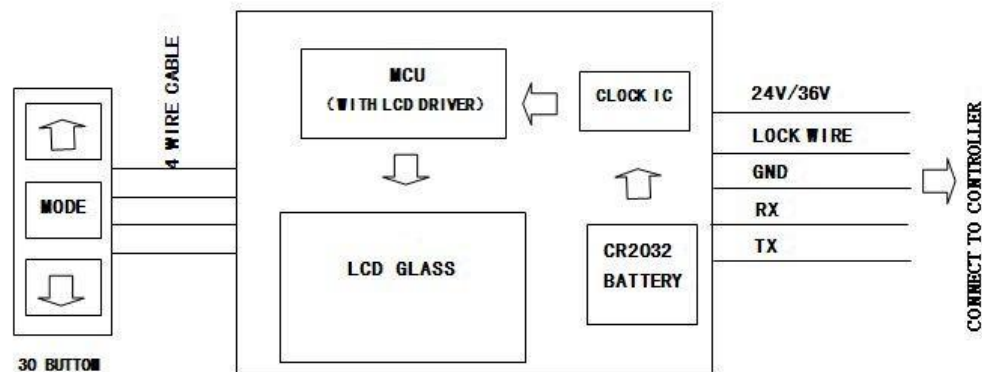 4 WIRE CABLE
MODE
30 BUTTON
MCU
(WITH LCD DRIVER)
CLOCK IC
LCD GLASS
CR2032
BATTERY
24V/36V
LOCK WIRE
GND
RX
TX
CONNECT TO CONTROLLER